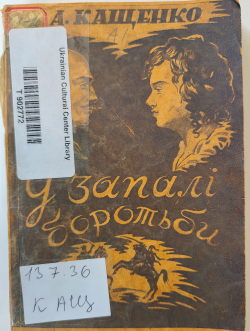 А. КАЩЕНКО
Ukrainian Cultural Center Library
T 902772
У запалі
боротьби
137.36
К АЩ